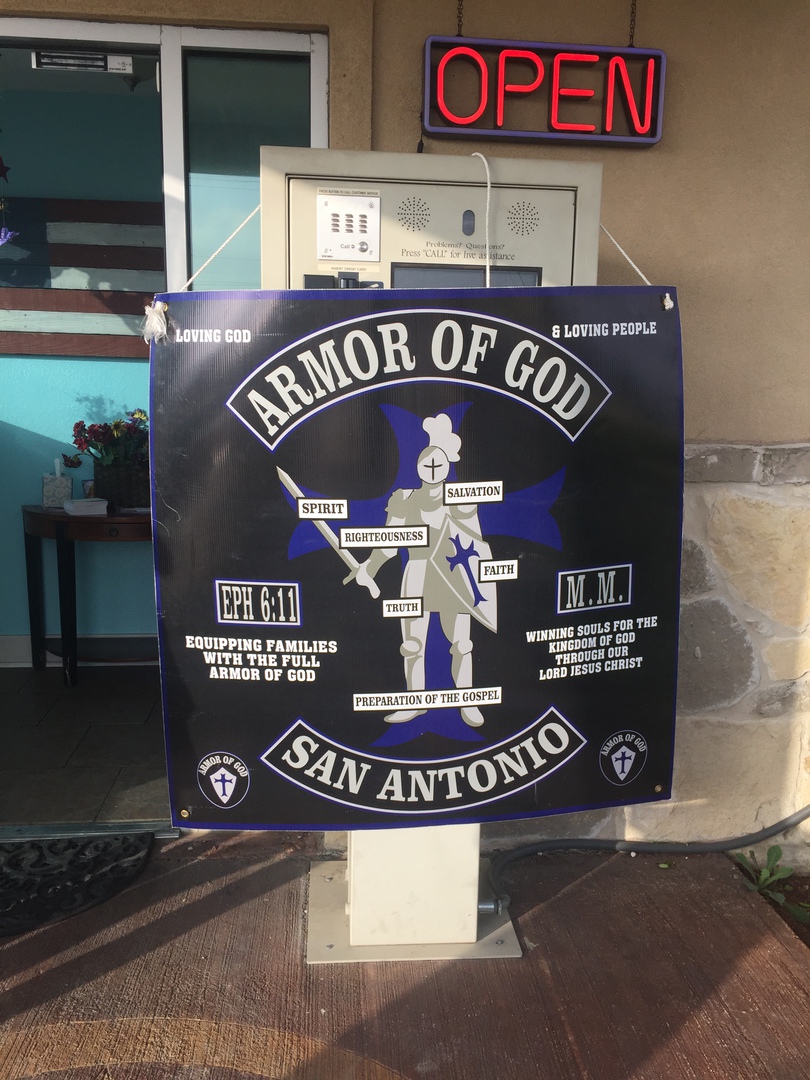 OPEN
Call
Problems? Questions?
Press "CALL" for live assistance
LOVING GOD
& LOVING PEOPLE
ARMOR OF GOD
SALVATION
SPIRIT
RIGHTEOUSNESS
FAITH
TRUTH
EPH 6:11
M.M.
EQUIPPING FAMILIES
WITH THE FULL
ARMOR OF GOD
WINNING SOULS FOR THE
KINGDOM OF GOD
THROUGH OUR
LORD JESUS CHRIST
PREPARATION OF THE GOSPEL
SAN ANTONIO
ARMOR OF GOD
ARMOR OF GOD